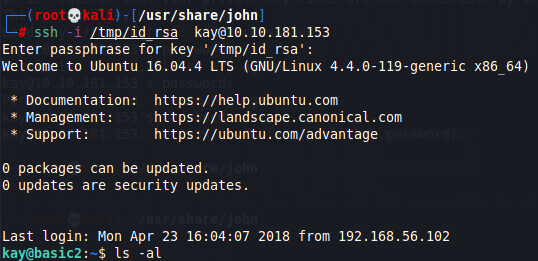 (root💀kali)-[/usr/share/john]
# ssh -i /tmp/id_rsa kay@10.10.181.153
Enter passphrase for key '/tmp/id_rsa':
Welcome to Ubuntu 16.04.4 LTS (GNU/Linux 4.4.0-119-generic x86_64)
* Documentation: https://help.ubuntu.com
* Management: https://landscape.canonical.com
* Support: https://ubuntu.com/advantage
0 packages can be updated.
0 updates are security updates.
Last login: Mon Apr 23 16:04:07 2018 from 192.168.56.102
kay@basic2:~$ ls -al